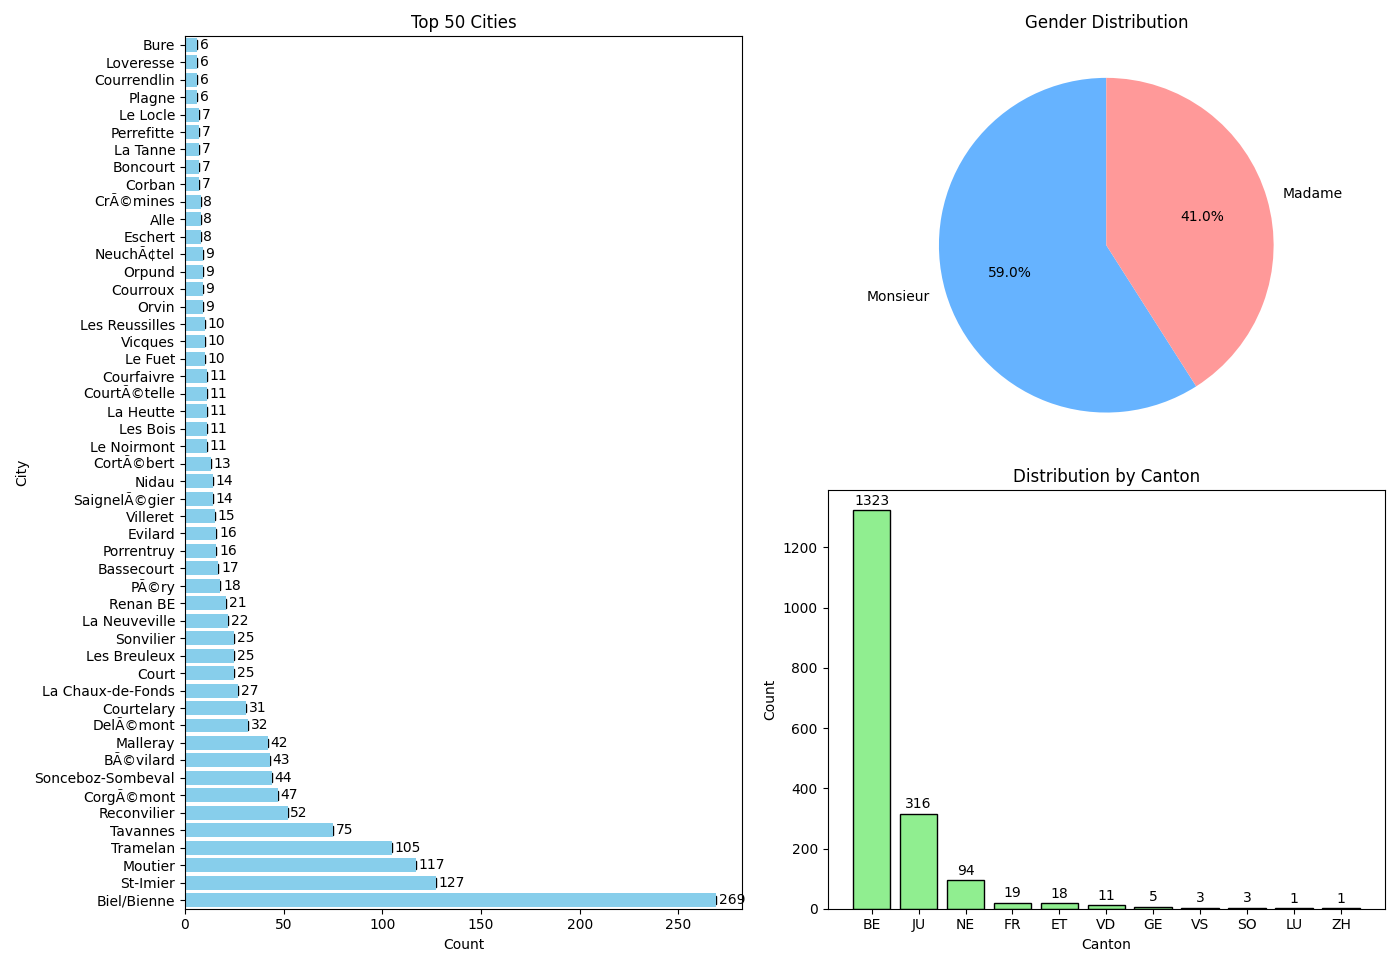 Top 50 Cities
Bure 6
Loveresse 6
Courrendlin 6
Plagne 6
Le Locle 7
Perrefitte 7
La Tanne 7
Boncourt 7
Corban 7
CrÃ©mines 8
Alle 8
Eschert 8
NeuchÃ¢tel 9
Orpund 9
Courroux 9
Orvin 9
Les Reussilles 10
Vicques 10
Le Fuet 10
Courfaivre 11
CourtÃ©telle 11
La Heutte 11
Les Bois 11
Le Noirmont 11
CortÃ©bert 13
Nidau 14
SaignelÃ©gier 14
Villeret 15
Evilard 16
Porrentruy 16
Bassecourt 17
PÃ©ry 18
Renan BE 21
La Neuveville 22
Sonvilier 25
Les Breuleux 25
Court 25
La Chaux-de-Fonds 27
Courtelary 31
DelÃ©mont 32
Malleray 42
BÃ©vilard 43
Sonceboz-Sombeval 44
CorgÃ©mont 47
Reconvilier 52
Tavannes 75
Tramelan 105
Moutier 117
St-Imier 127
Biel/Bienne 269
0 50 100 150 200 250
Count
City
Gender Distribution
Madame
41.0%
59.0%
Monsieur
Distribution by Canton
1323
316
94
19
18
11
5
3
3
1
1
1200
1000
800
600
400
200
0
Count
BE JU NE FR ET VD GE VS SO LU ZH
Canton